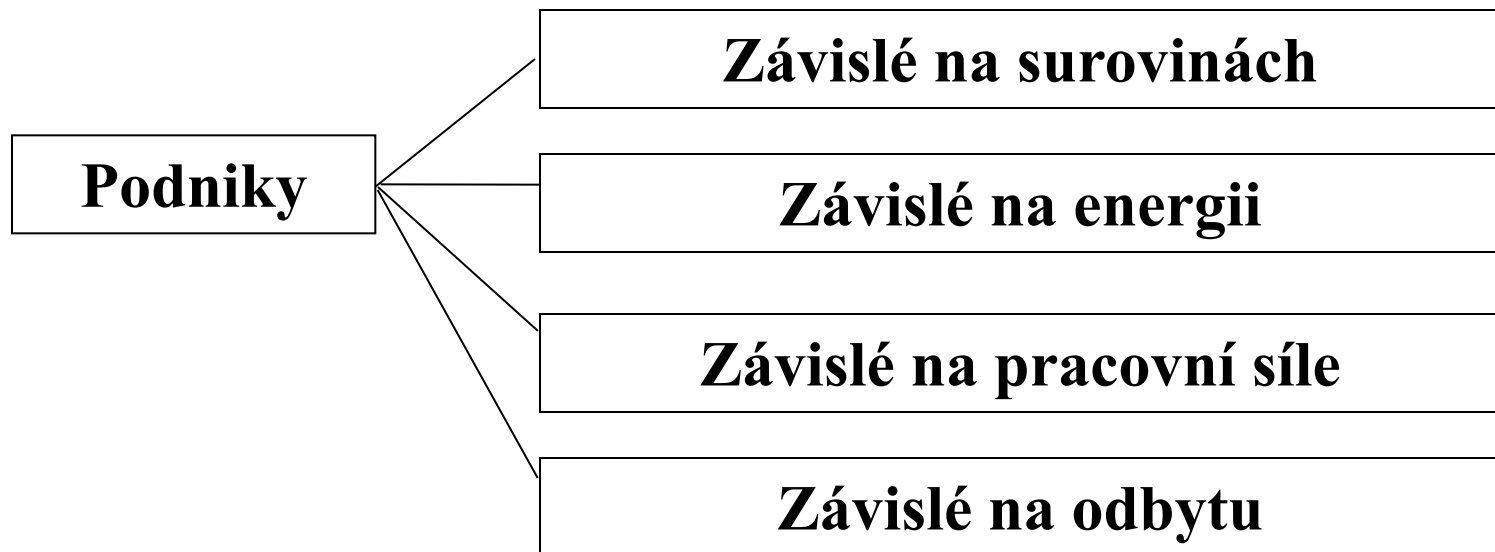 Podniky
Závislé na surovinách
Závislé na energii
Závislé na pracovní síle
Závislé na odbytu